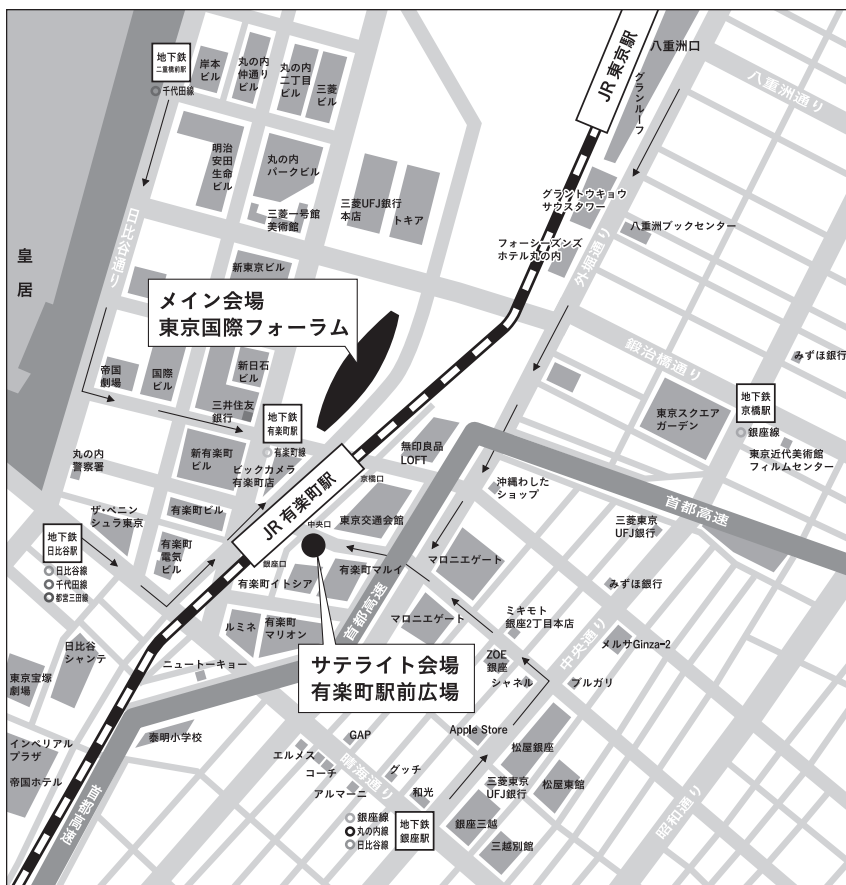 地下鉄
二重橋前駅
千代田線
岸本
ビル
丸の内
仲通り
ビル
丸の内
二丁目
ビル
三菱
ビル
JR 東京駅
八重洲口
グランルーフ
八重洲通り
明治
安田
生命
ビル
丸の内
パークビル
三菱一号館
美術館
三菱UFJ銀行
本店
トキア
グラントウキョウ
サウスタワー
八重洲ブックセンター
フォーシーズンズ
ホテル丸の内
外堀通り
日比谷通り
皇
居
新東京ビル
メイン会場
東京国際フォーラム
鍛冶橋通り
みずほ銀行
帝国
劇場
国際
ビル
新日石
ビル
三井住友
銀行
地下鉄
有楽町駅
有楽町線
東京スクエア
ガーデン
地下鉄
京橋駅
銀座線
東京近代美術館
フィルムセンター
丸の内
警察署
新有楽町
ビル
ビックカメラ
有楽町店
無印良品
LOFT
京橋口
JR 有楽町駅
沖縄わした
ショップ
首都高速
ザ・ペニン
シュラ東京
有楽町ビル
中央口
東京交通会館
三菱東京
UFJ銀行
地下鉄
日比谷駅
日比谷線
千代田線
都営三田線
有楽町
電気
ビル
銀座口
有楽町イトシア
有楽町マルイ
マロニエゲート
みずほ銀行
首都高速
マロニエゲート
ミキモト
銀座2丁目本店
中央通り
メルサGinza-2
ルミネ
有楽町
マリオン
日比谷
シャンテ
ニュートーキョー
サテライト会場
有楽町駅前広場
ZOE
銀座
シャネル
ブルガリ
東京宝塚
劇場
インペリアル
プラザ
帝国ホテル
泰明小学校
首都高速
GAP
Apple Store
エルメス
コーチ
アルマーニ
グッチ
晴海通り
和光
松屋銀座
松屋東館
三菱東京
UFJ銀行
昭和通り
銀座線
丸の内線
日比谷線
地下鉄
銀座駅
銀座三越
三越別館